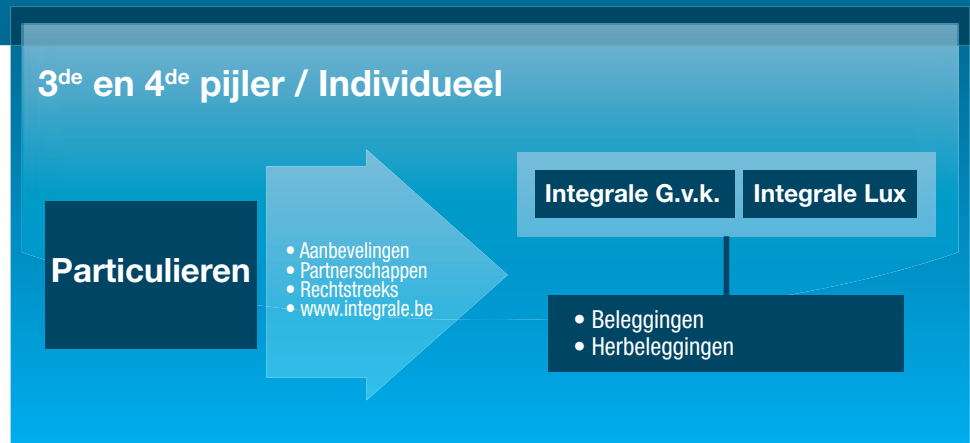 3de en 4de pijler / Individueel
Particulieren
• Aanbevelingen
• Partnerschappen
• Rechtstreeks
• www.integrale.be
Integrale G.v.k.
Integrale Lux
• Beleggingen
• Herbeleggingen